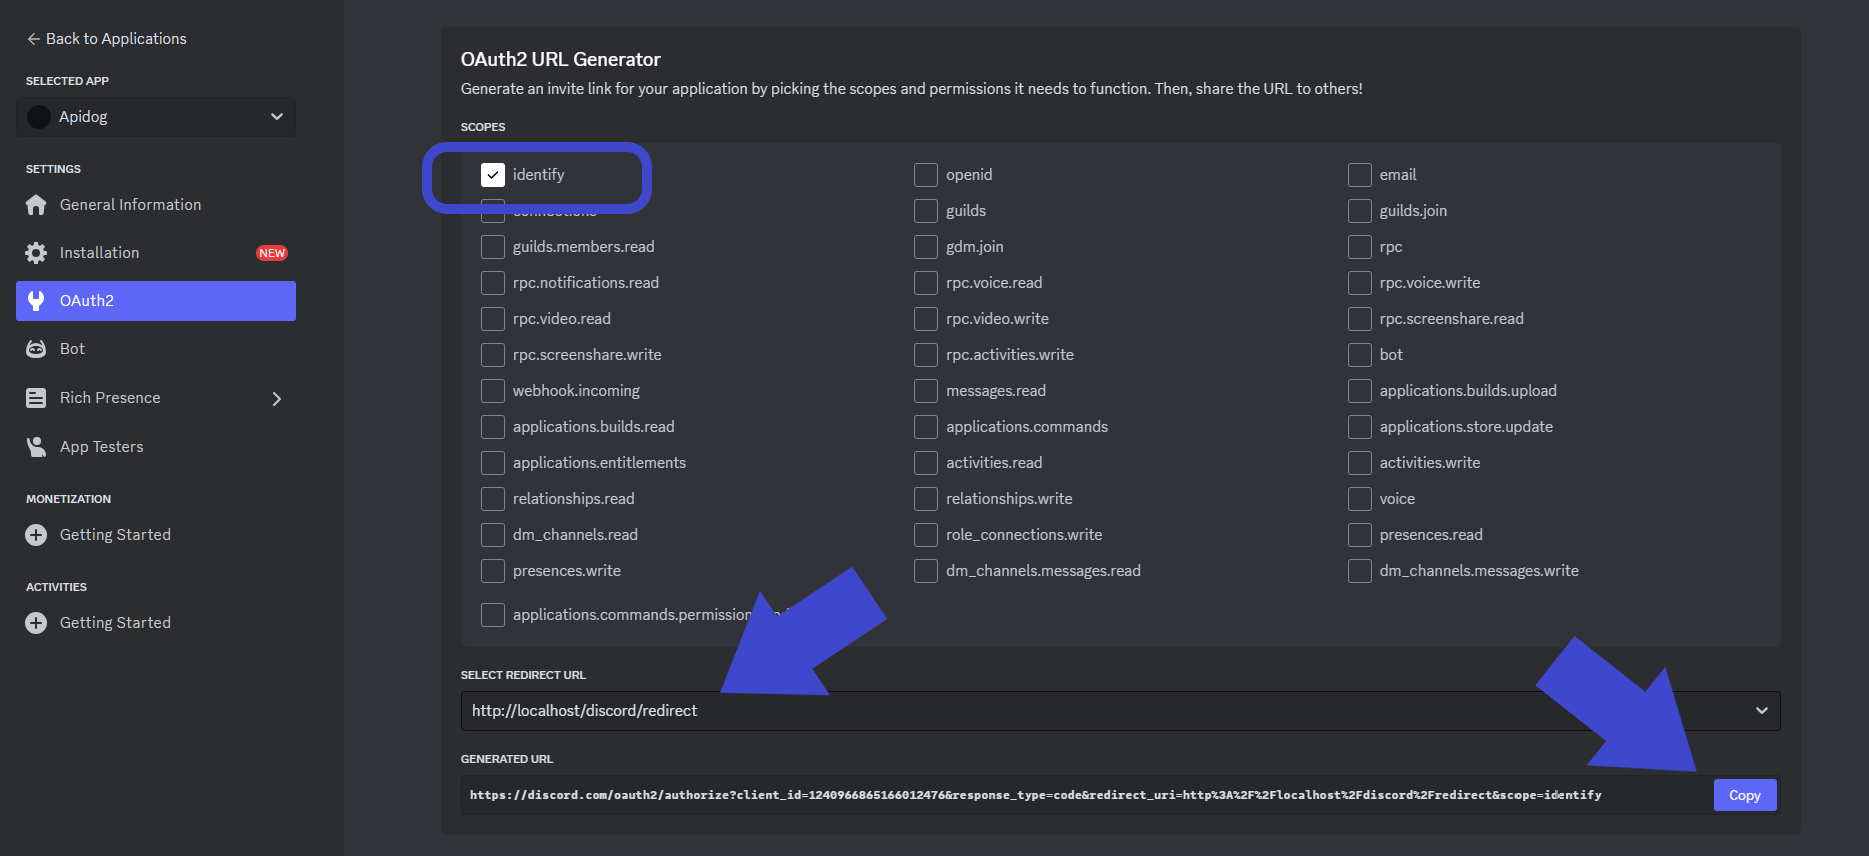 Back to Applications
SELECTED APP
Apidog
SETTINGS
General Information
Installation NEW
OAuth2
Bot
Rich Presence
App Testers
MONETIZATION
Getting Started
ACTIVITIES
Getting Started
OAuth2 URL Generator
Generate an invite link for your application by picking the scopes and permissions it needs to function. Then, share the URL to others!
SCOPES
identify openid email
connections guilds guilds.join
guilds.members.read gdm.join rpc
rpc.notifications.read rpc.voice.read rpc.voice.write
rpc.video.read rpc.video.write rpc.screenshare.read
rpc.screenshare.write rpc.activities.write bot
webhook.incoming messages.read applications.builds.upload
applications.builds.read applications.commands applications.store.update
applications.entitlements activities.read activities.write
relationships.read relationships.write voice
dm_channels.read role_connections.write presences.read
presences.write dm_channels.messages.read dm_channels.messages.write
SELECT REDIRECT URL
http://localhost/discord/redirect
GENERATED URL
https://discord.com/oauth2/authorize?client_id=1240966865166012476&response_type=code&redirect_uri=http%3A%2F%2Flocalhost%2Fdiscord%2Fredirect&scope=identify
Copy